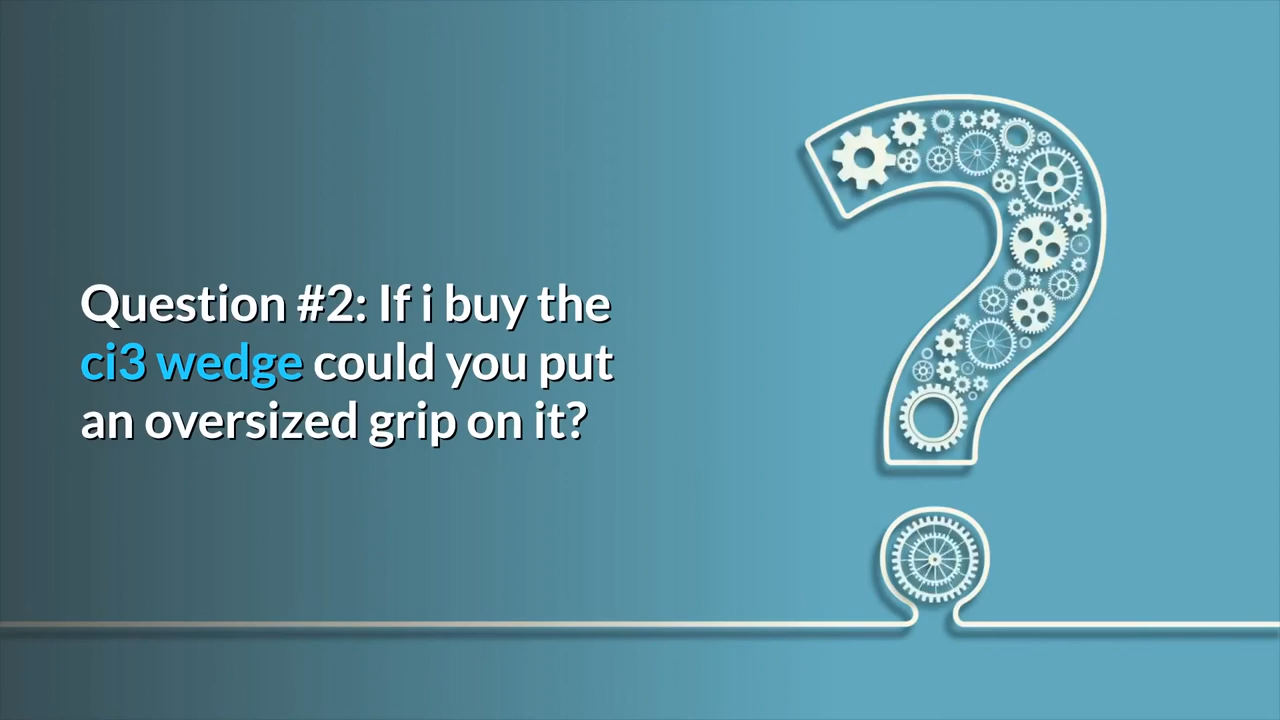 Question #2: If i buy the
ci3 wedge could you put
an oversized grip on it?